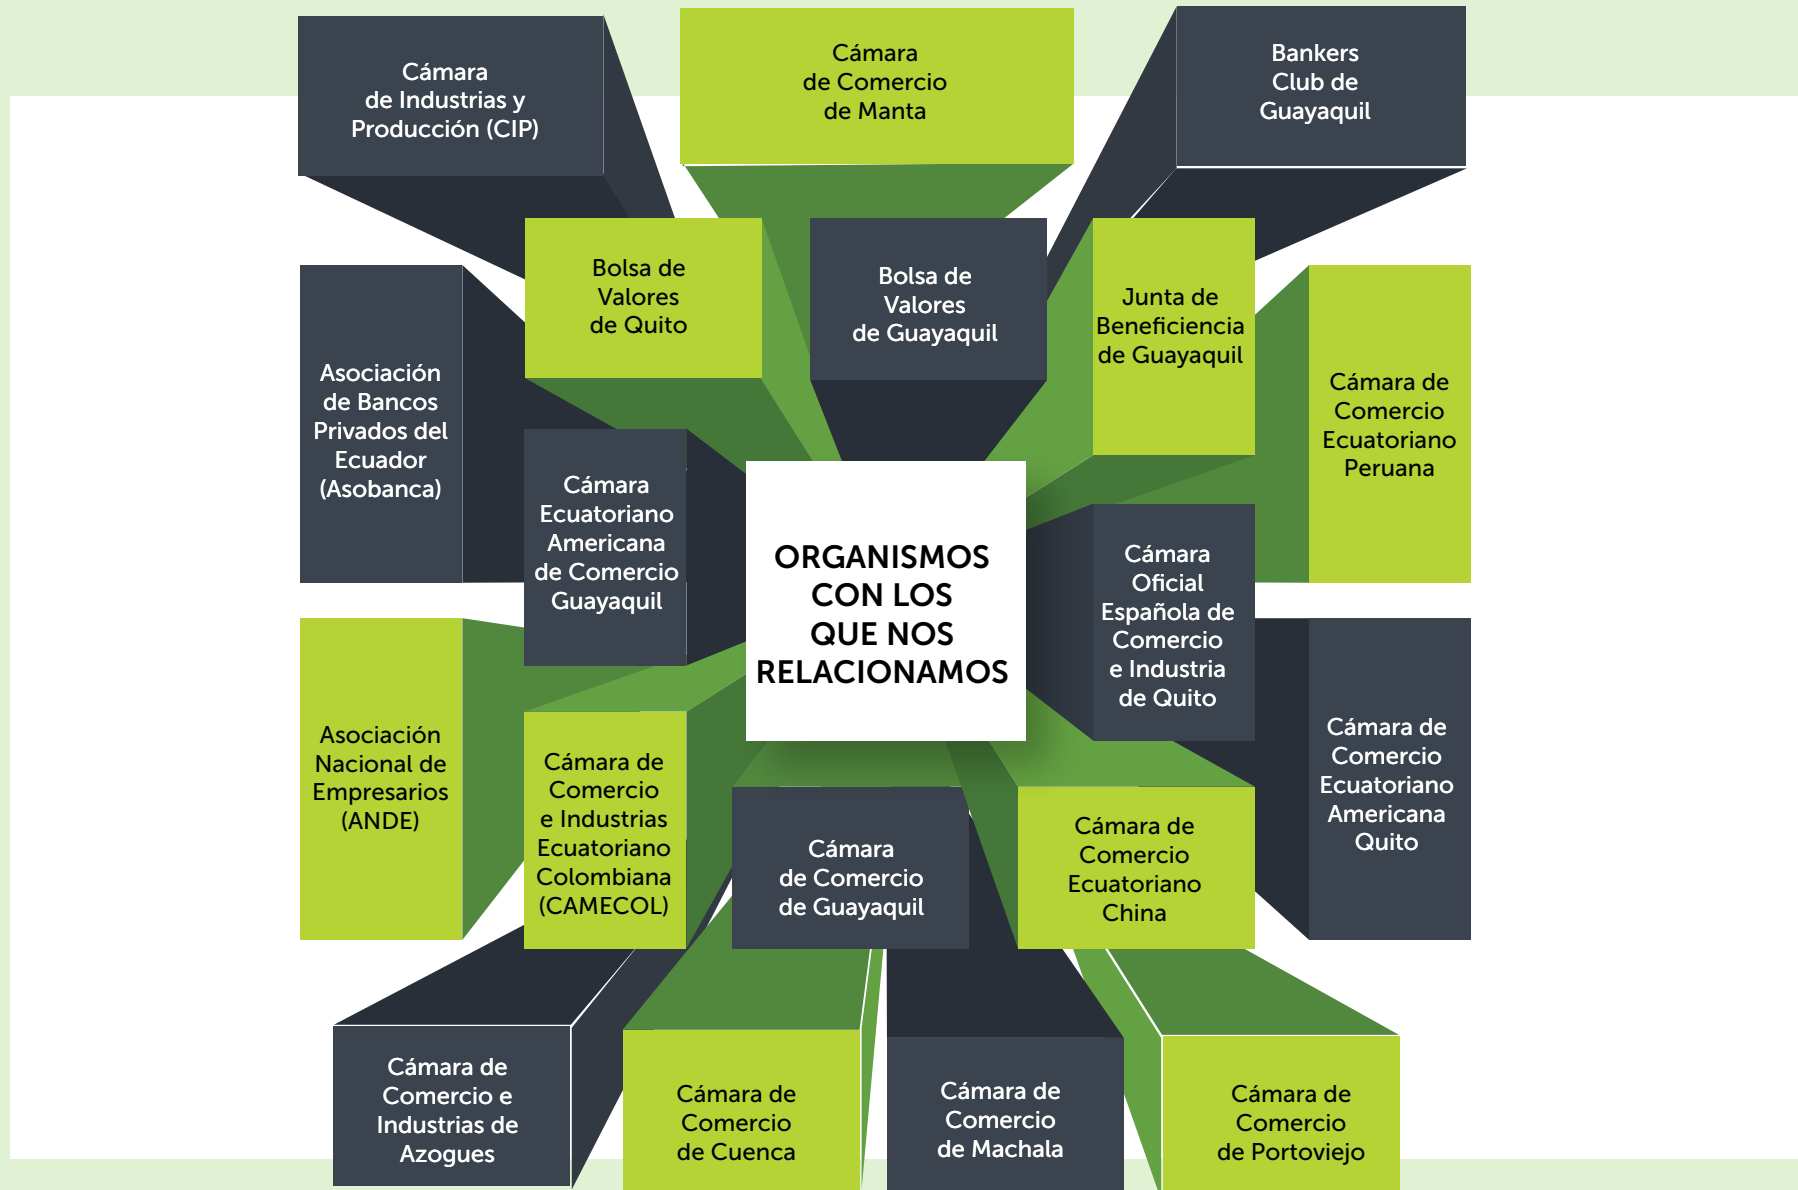 Cámara
de Industrias y
Producción (CIP)
Cámara
de Comercio
de Manta
Bankers
Club de
Guayaquil
Bolsa de
Valores
de Quito
Bolsa de
Valores
de Guayaquil
Junta de
Beneficiencia
de Guayaquil
Asociación
de Bancos
Privados del
Ecuador
(Asobanca)
Cámara de
Comercio
Ecuatoriano
Peruana
Cámara
Ecuatoriano
Americana
de Comercio
Guayaquil
ORGANISMOS
CON LOS
QUE NOS
RELACIONAMOS
Cámara
Oficial
Española de
Comercio
e Industria
de Quito
Asociación
Nacional de
Empresarios
(ANDE)
Cámara de
Comercio
e Industrias
Ecuatoriano
Colombiana
(CAMECOL)
Cámara
de Comercio
de Guayaquil
Cámara de
Comercio
Ecuatoriano
China
Cámara de
Comercio
Ecuatoriano
Americana
Quito
Cámara de
Comercio e
Industrias de
Azogues
Cámara de
Comercio
de Cuenca
Cámara de
Comercio
de Machala
Cámara de
Comercio
de Portoviejo